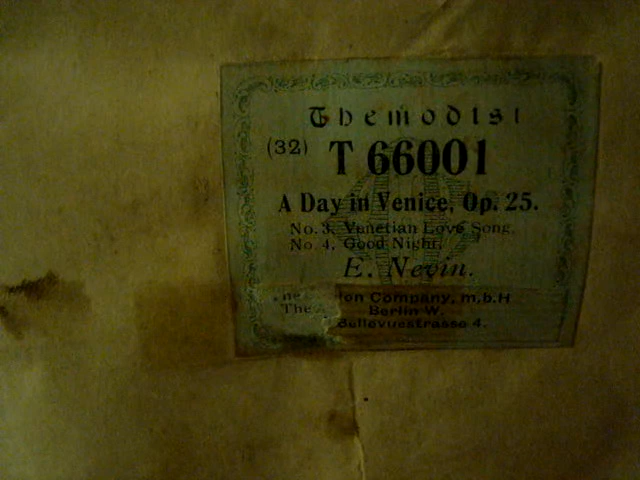 Themodist
(32) T 66001
A Day in Venice, Op. 25.
No. 3, Venetian Love Song,
No. 4, Good Night,
E. Nevin.
Company, m.b.H
The Berlin W.
Bellevuestrasse 4.